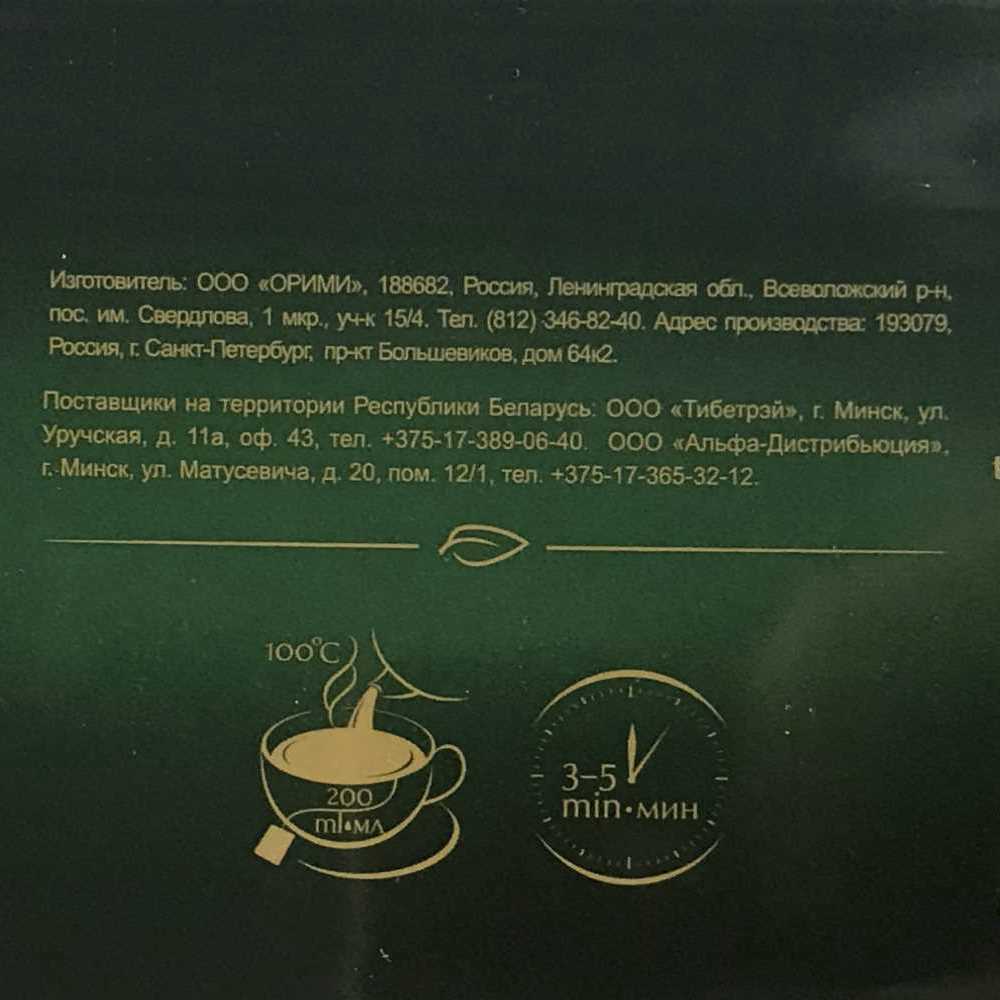 Изготовитель: ООО «ОРИМИ», 188682, Россия, Ленинградская обл., Всеволожский р-н,
пос. им. Свердлова, 1 мкр., уч-к 15/4. Тел. (812) 346-82-40. Адрес производства: 193079,
Россия, г. Санкт-Петербург, пр-кт Большевиков, дом 64к2.
Поставщики на территории Республики Беларусь: ООО «Тибетрэй», г. Минск, ул.
Уручская, д. 11а, оф. 43, тел. +375-17-389-06-40. ООО «Альфа-Дистрибьюция»,
г. Минск, ул. Матусевича, д. 20, пом. 12/1, тел. +375-17-365-32-12.
100°C
200
ml•мл
3–5
min•мин